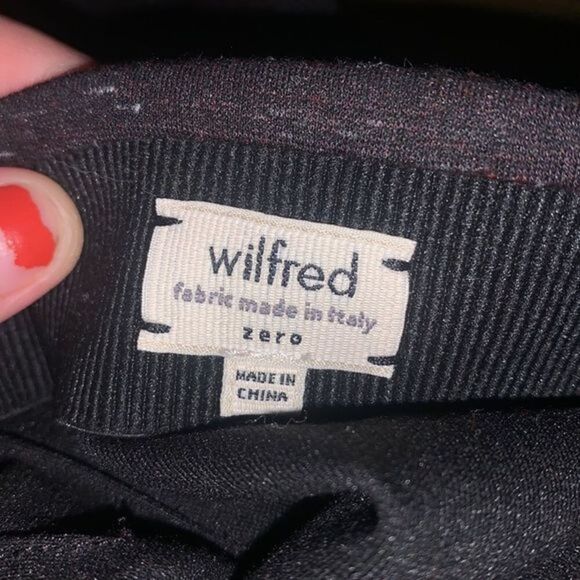 wilfred
fabric made in Italy
zero
MADE IN
CHINA